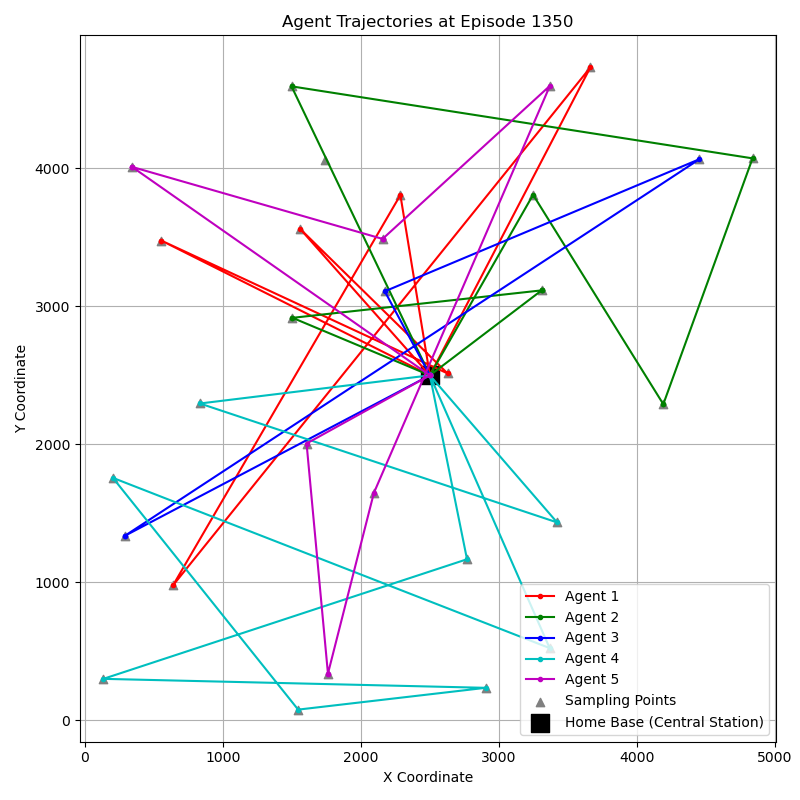 Agent Trajectories at Episode 1350
Y Coordinate
4000
3000
2000
1000
0
0
1000
2000
3000
4000
5000
X Coordinate
Agent 1
Agent 2
Agent 3
Agent 4
Agent 5
Sampling Points
Home Base (Central Station)